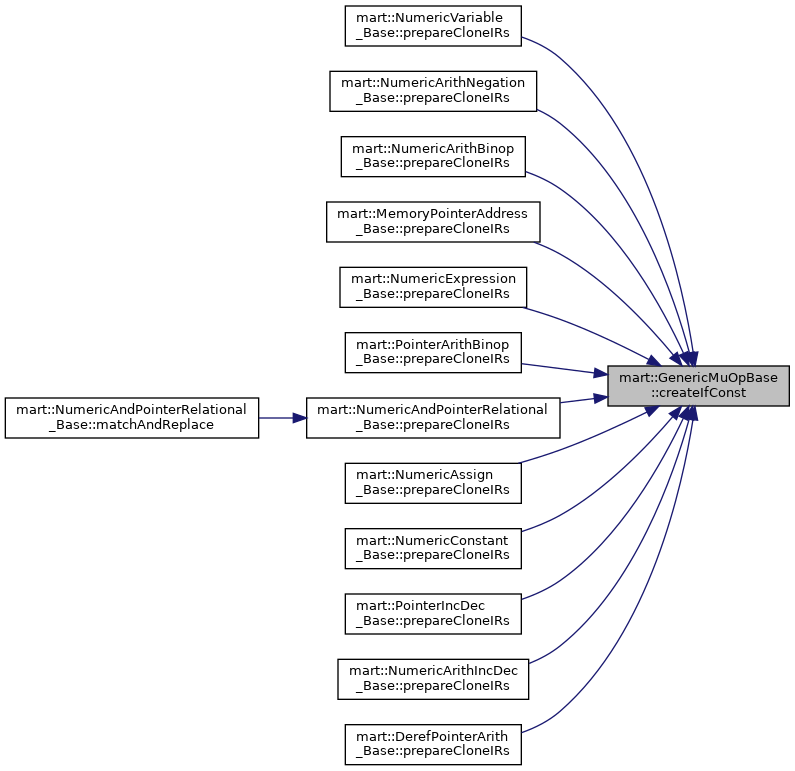 mart::NumericVariable
_Base::prepareCloneIRs
mart::NumericArithNegation
_Base::prepareCloneIRs
mart::NumericArithBinop
_Base::prepareCloneIRs
mart::MemoryPointerAddress
_Base::prepareCloneIRs
mart::NumericExpression
_Base::prepareCloneIRs
mart::PointerArithBinop
_Base::prepareCloneIRs
mart::GenericMuOpBase
::createIfConst
mart::NumericAndPointerRelational
_Base::matchAndReplace
mart::NumericAndPointerRelational
_Base::prepareCloneIRs
mart::NumericAssign
_Base::prepareCloneIRs
mart::NumericConstant
_Base::prepareCloneIRs
mart::PointerIncDec
_Base::prepareCloneIRs
mart::NumericArithIncDec
_Base::prepareCloneIRs
mart::DerefPointerArith
_Base::prepareCloneIRs